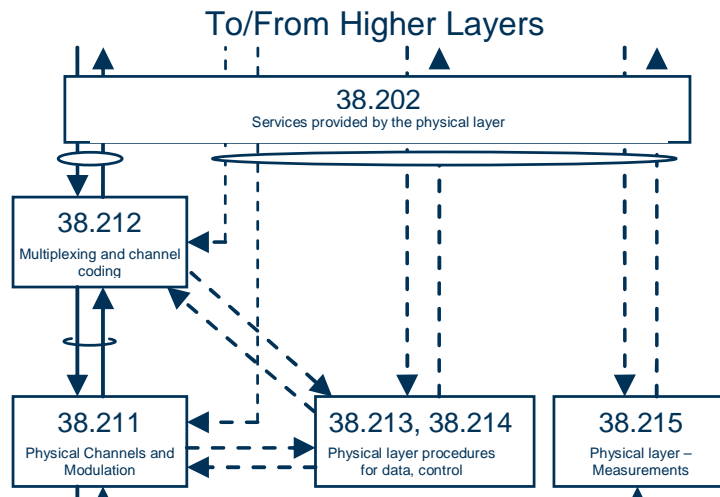 To/From Higher Layers
38.202
Services provided by the physical layer
38.212
Multiplexing and channel
coding
38.211
Physical Channels and
Modulation
38.213, 38.214
Physical layer procedures
for data, control
38.215
Physical layer –
Measurements